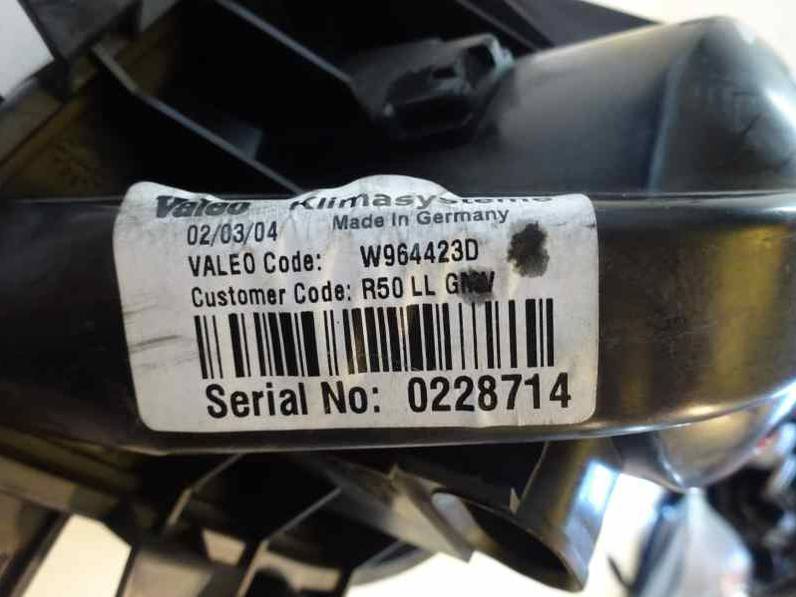 Valeo Klimasysteme
02/03/04 Made In Germany
VALEO Code: W964423D
Customer Code: R50 LL
Serial No: 0228714